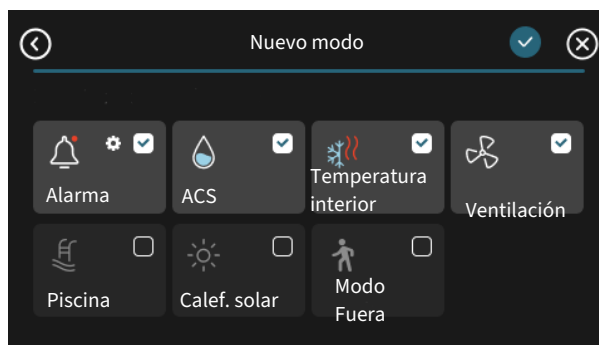 Nuevo modo
Alarma
ACS
Temperatura
interior
Ventilación
Piscina
Calef. solar
Modo
Fuera